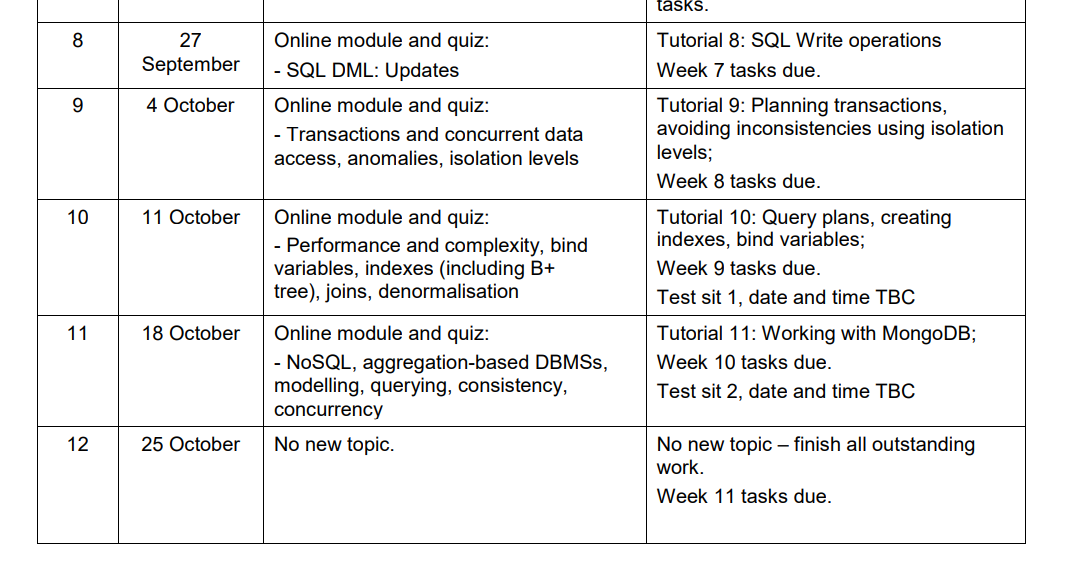 tasks.
8
27
September
Online module and quiz:
- SQL DML: Updates
Tutorial 8: SQL Write operations
Week 7 tasks due.
9
4 October
Online module and quiz:
- Transactions and concurrent data
access, anomalies, isolation levels
Tutorial 9: Planning transactions,
avoiding inconsistencies using isolation
levels;
Week 8 tasks due.
10
11 October
Online module and quiz:
- Performance and complexity, bind
variables, indexes (including B+
tree), joins, denormalisation
Tutorial 10: Query plans, creating
indexes, bind variables;
Week 9 tasks due.
Test sit 1, date and time TBC
11
18 October
Online module and quiz:
- NoSQL, aggregation-based DBMSs,
modelling, querying, consistency,
concurrency
Tutorial 11: Working with MongoDB;
Week 10 tasks due.
Test sit 2, date and time TBC
12
25 October
No new topic.
No new topic – finish all outstanding
work.
Week 11 tasks due.